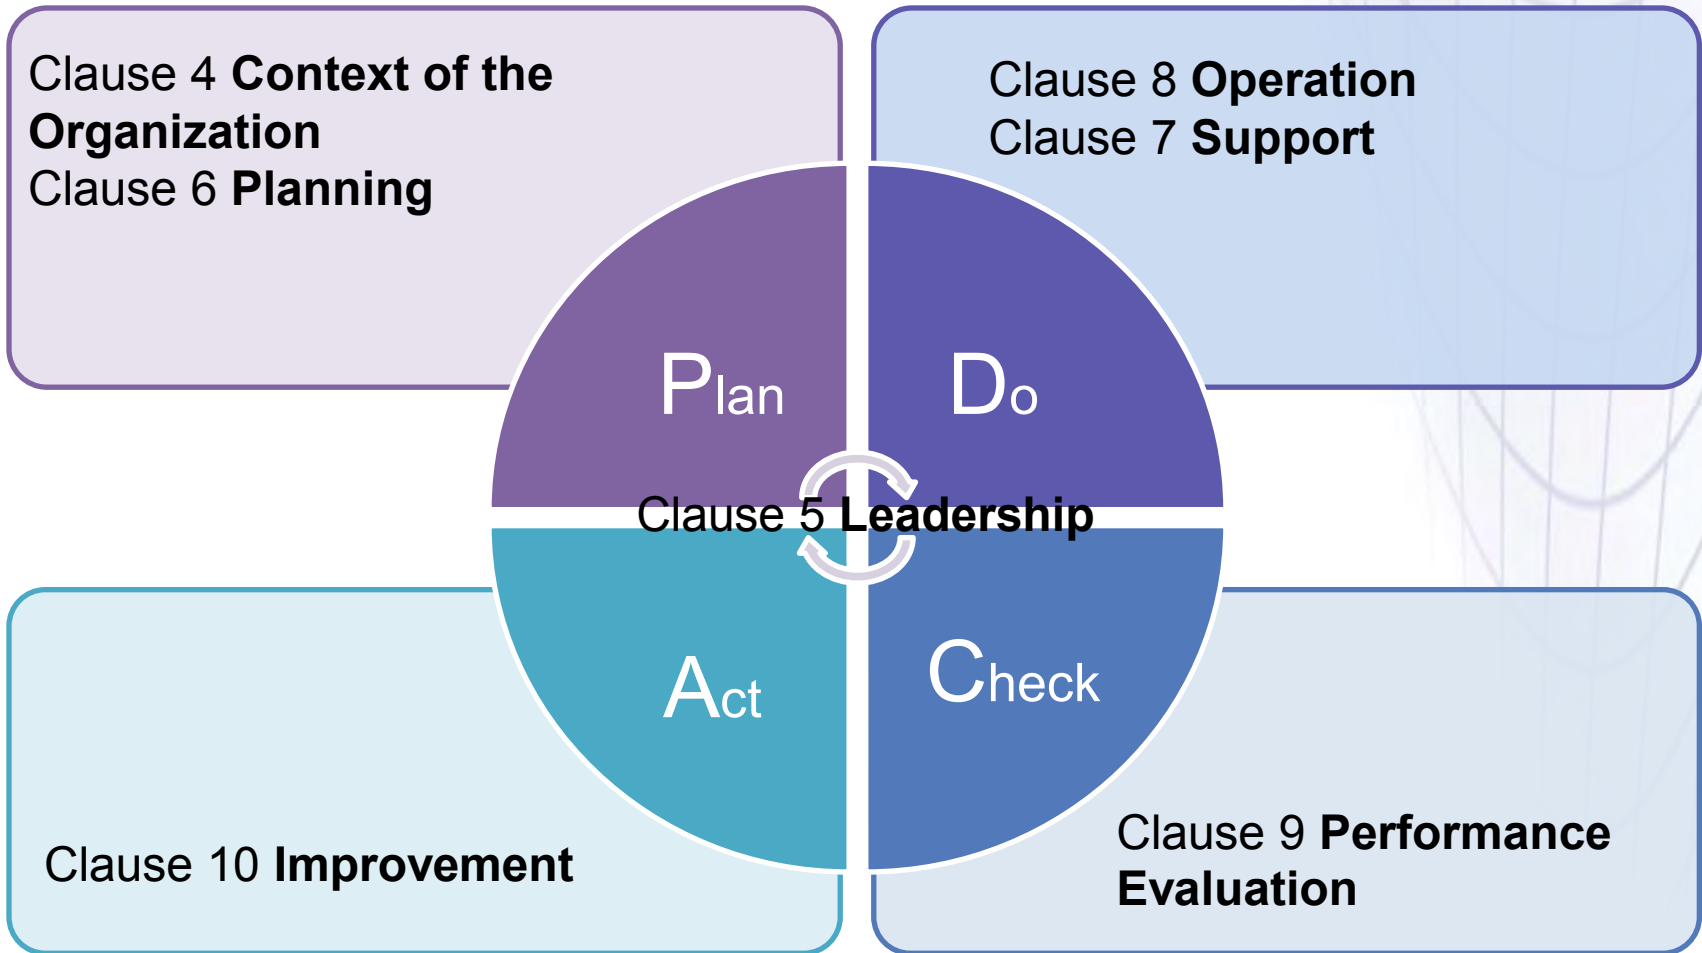 Clause 4 Context of the
Organization
Clause 6 Planning
Clause 8 Operation
Clause 7 Support
Plan
Do
Clause 5 Leadership
Act
Check
Clause 10 Improvement
Clause 9 Performance
Evaluation